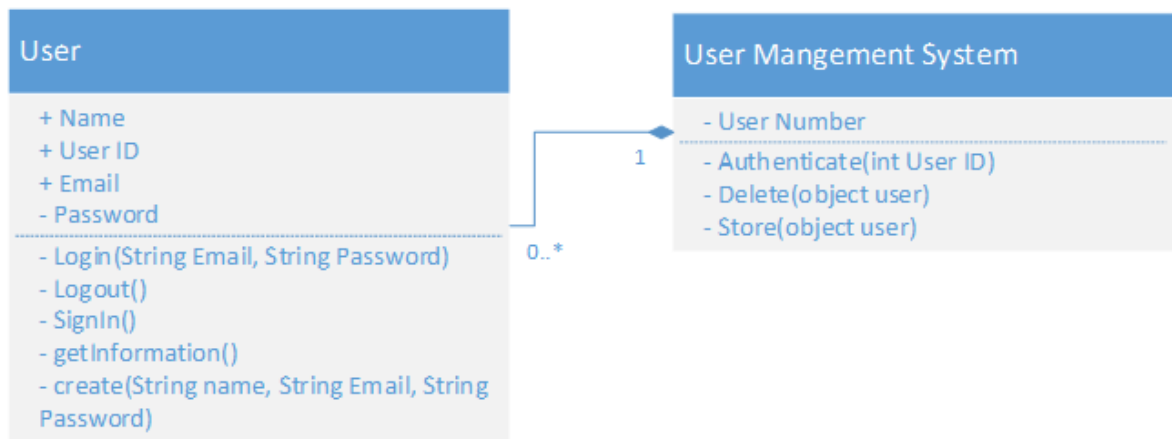 User
+ Name
+ User ID
+ Email
- Password
- Login(String Email, String Password)
- Logout()
- SignIn()
- getInformation()
- create(String name, String Email, String
Password)
0..*
1
User Mangement System
- User Number
- Authenticate(int User ID)
- Delete(object user)
- Store(object user)